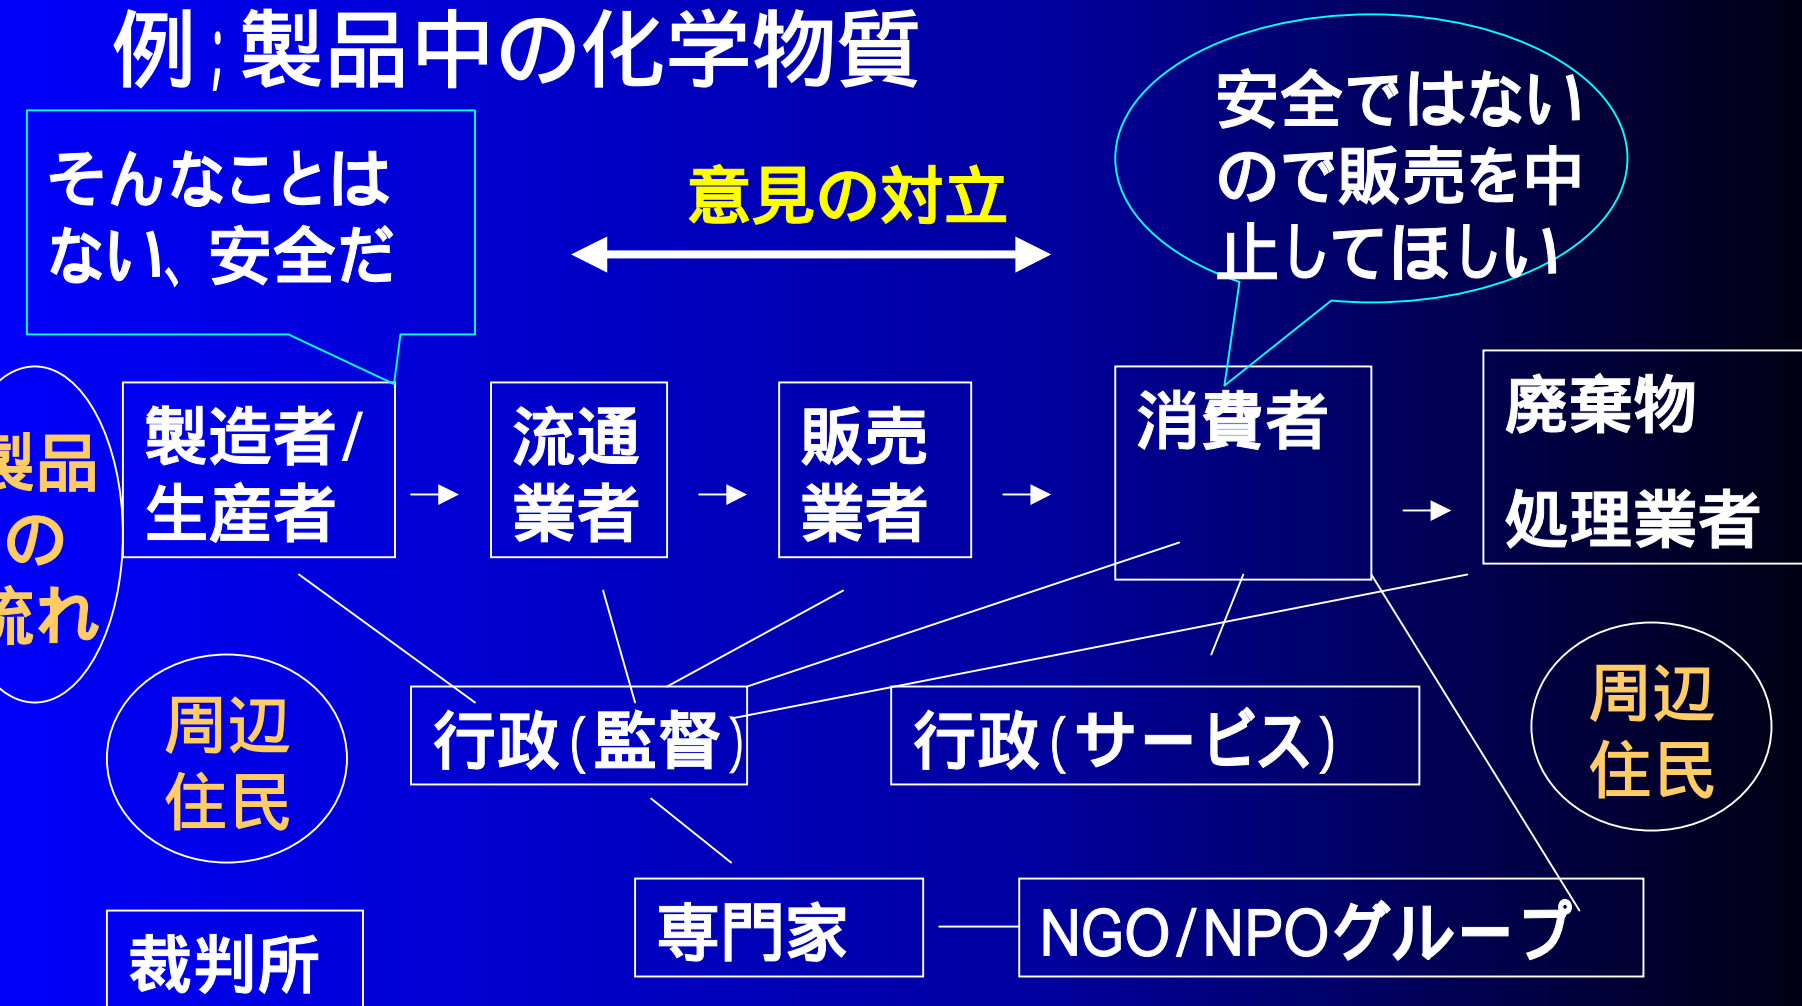 例;製品中の化学物質
そんなことは
ない、安全だ
意見の対立
安全ではない
ので販売を中
止してほしい
製品
の
流れ
製造者/
生産者
流通
業者
販売
業者
消費者
廃棄物
処理業者
周辺
住民
行政(監督)
行政(サービス)
周辺
住民
専門家
NGO/NPOグループ
裁判所